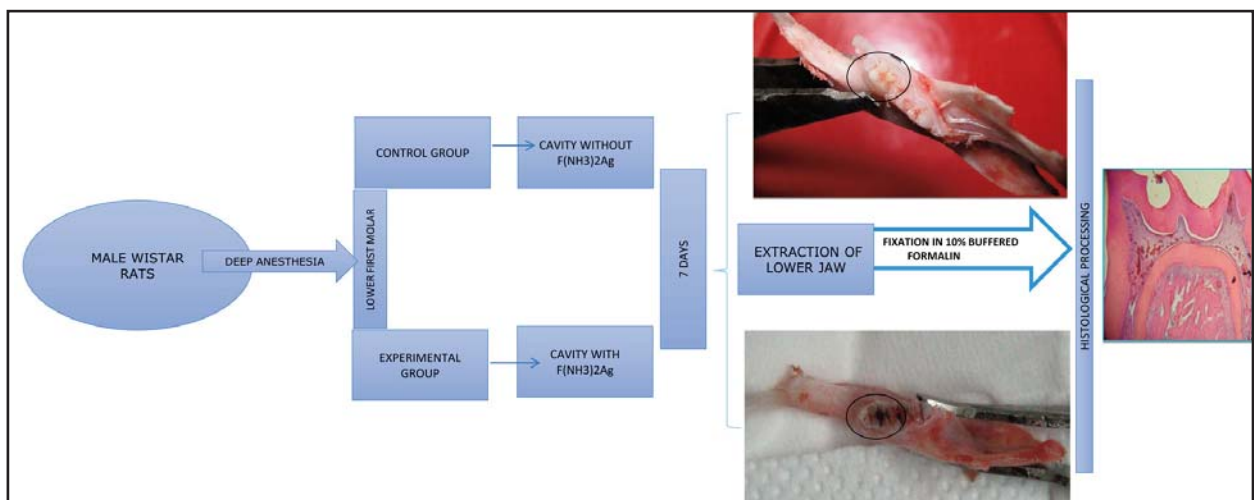 MALE WISTAR
RATS
DEEP ANESTHESIA
LOWER FIRST MOLAR
CONTROL GROUP
CAVITY WITHOUT
F(NH3)2Ag
EXPERIMENTAL
GROUP
CAVITY WITH
F(NH3)2Ag
7 DAYS
EXTRACTION OF
LOWER JAW
FIXATION IN 10% BUFFERED
FORMALIN
HISTOLOGICAL PROCESSING